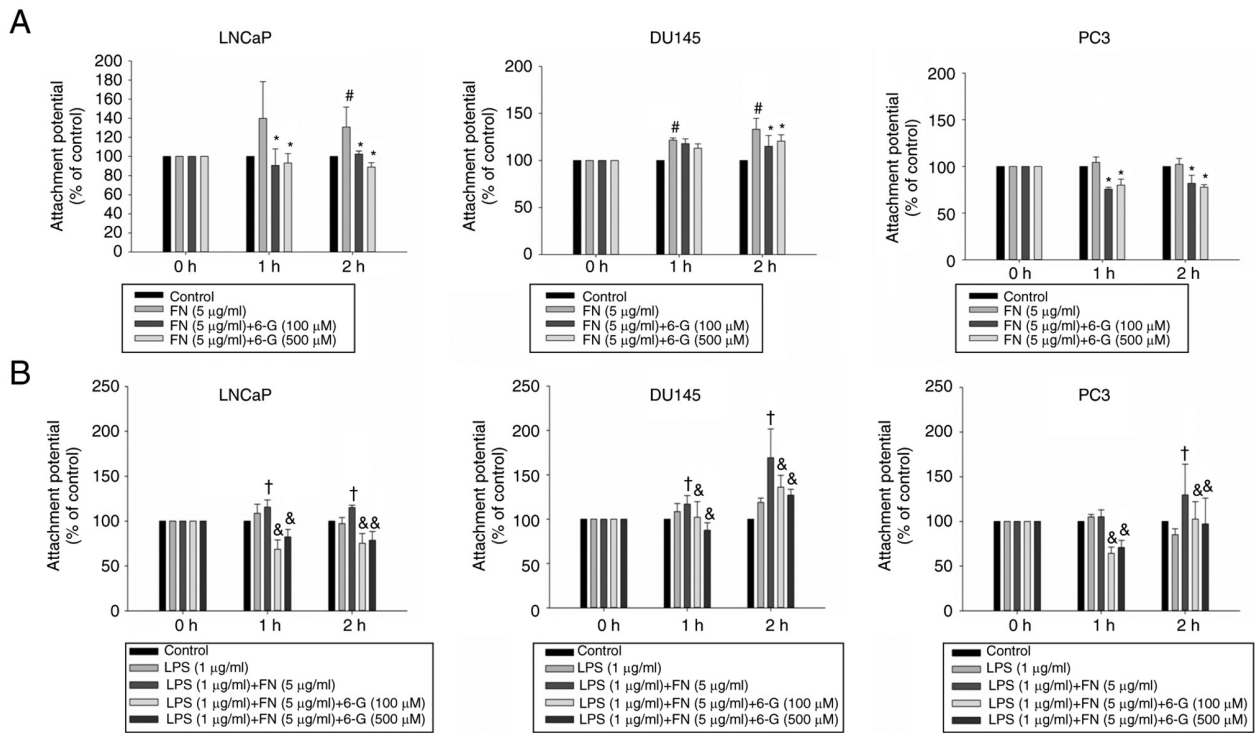 A
LNCaP
Attachment potential
(% of control)
200
180
160
140
120
100
80
60
40
20
0
#
* *
*
*
0 h
1 h
2 h
Control
FN (5 μg/ml)
FN (5 μg/ml)+6-G (100 μM)
FN (5 μg/ml)+6-G (500 μM)
DU145
Attachment potential
(% of control)
200
150
100
50
0
#
#
* *
0 h
1 h
2 h
Control
FN (5 μg/ml)
FN (5 μg/ml)+6-G (100 μM)
FN (5 μg/ml)+6-G (500 μM)
PC3
Attachment potential
(% of control)
200
150
100
50
0
* *
* *
0 h
1 h
2 h
Control
FN (5 μg/ml)
FN (5 μg/ml)+6-G (100 μM)
FN (5 μg/ml)+6-G (500 μM)
B
LNCaP
Attachment potential
(% of control)
250
200
150
100
50
0
†
& &
†
&&
0 h
1 h
2 h
Control
LPS (1 μg/ml)
LPS (1 μg/ml)+FN (5 μg/ml)
LPS (1 μg/ml)+FN (5 μg/ml)+6-G (100 μM)
LPS (1 μg/ml)+FN (5 μg/ml)+6-G (500 μM)
DU145
Attachment potential
(% of control)
250
200
150
100
50
0
† &
&
†
&
&
0 h
1 h
2 h
Control
LPS (1 μg/ml)
LPS (1 μg/ml)+FN (5 μg/ml)
LPS (1 μg/ml)+FN (5 μg/ml)+6-G (100 μM)
LPS (1 μg/ml)+FN (5 μg/ml)+6-G (500 μM)
PC3
Attachment potential
(% of control)
250
200
150
100
50
0
& &
†
& &
0 h
1 h
2 h
Control
LPS (1 μg/ml)
LPS (1 μg/ml)+FN (5 μg/ml)
LPS (1 μg/ml)+FN (5 μg/ml)+6-G (100 μM)
LPS (1 μg/ml)+FN (5 μg/ml)+6-G (500 μM)